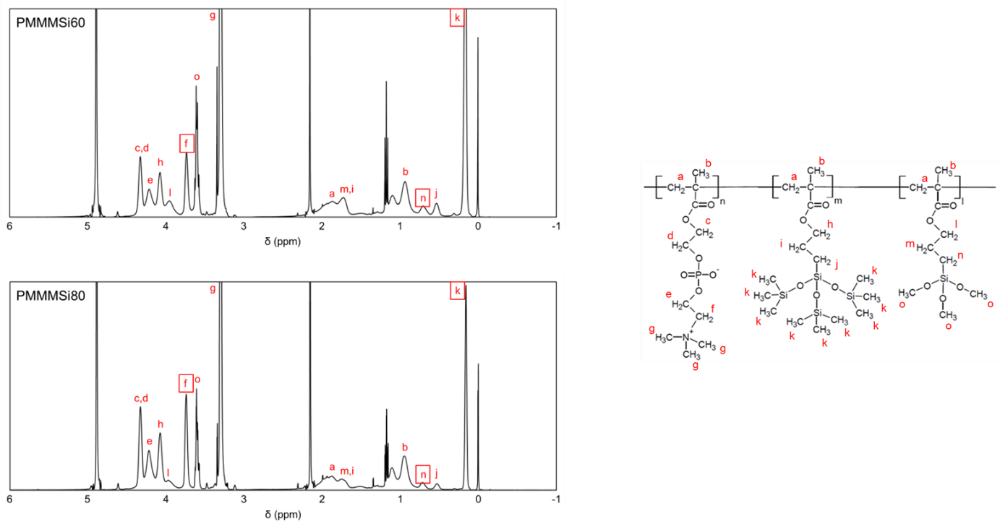 PMMMSi60
g
k
o
f
c,d
h
e
l
b
a
m,i
n
j
6 5 4 3 2 1 0 -1
δ (ppm)
PMMMSi80
g
k
f
o
c,d
h
e
l
b
a
m,i
n
j
6 5 4 3 2 1 0 -1
δ (ppm)
a
CH₂
CH₃
b
C
n
O
O
c
CH₂
d
H₂C
O
O=P-O⁻
O
e
H₂C
f
CH₂
g
H₃C
N⁺
CH₃
g
CH₃
g
a
CH₂
CH₃
b
C
m
O
O
h
CH₂
i
H₂C
CH₂
j
Si
O
O
O
k
H₃C
k
H₃C
Si
H₃C
k
Si
H₃C
k
CH₃
k
CH₃
k
Si
CH₃
k
CH₃
k
CH₃
k
a
CH₂
CH₃
b
C
l
O
O
l
CH₂
m
H₂C
n
CH₂
Si
O
O
O
H₃C
o
CH₃
o
CH₃
o